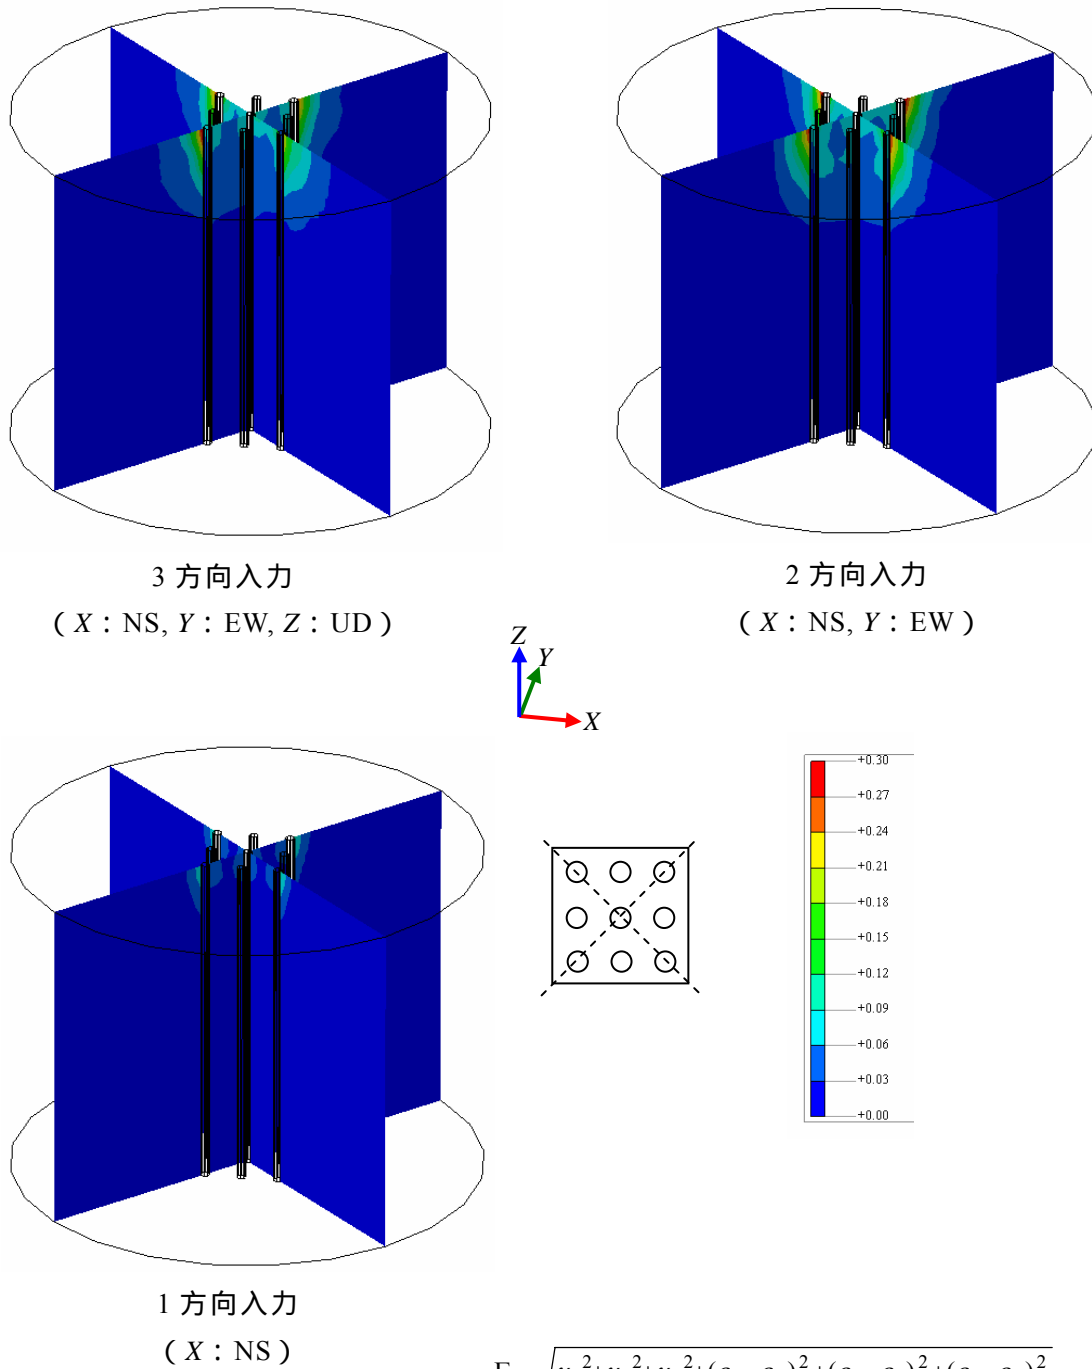 3 方向入力
（ X：NS, Y：EW, Z：UD ）
2 方向入力
（ X：NS, Y：EW ）
Z
Y
X
+0.30
+0.27
+0.24
+0.21
+0.18
+0.15
+0.12
+0.09
+0.06
+0.03
+0.00
1 方向入力
（ X：NS ）